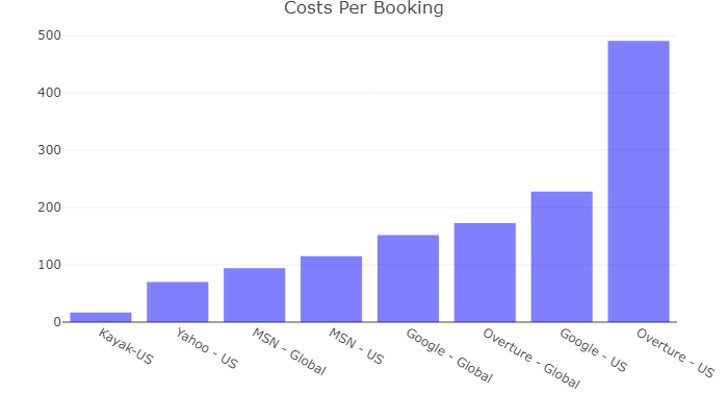 Costs Per Booking
500
400
300
200
100
0
Kayak-US
Yahoo - US
MSN - Global
MSN - US
Google - Global
Overture - Global
Google - US
Overture - US